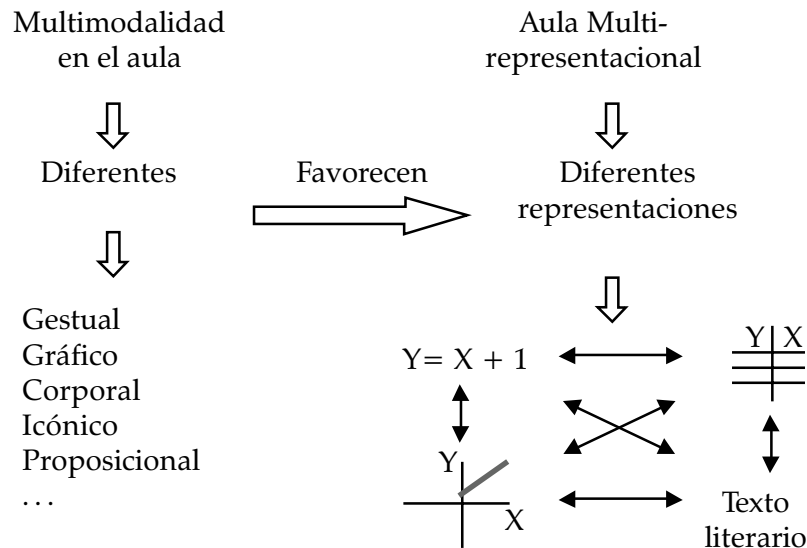 Multimodalidad
en el aula
Diferentes
Gestual
Gráfico
Corporal
Icónico
Proposicional
...
Favorecen
Aula Multi-
representacional
Diferentes
representaciones
Y= X + 1
Y X
Y
X
Texto
literario